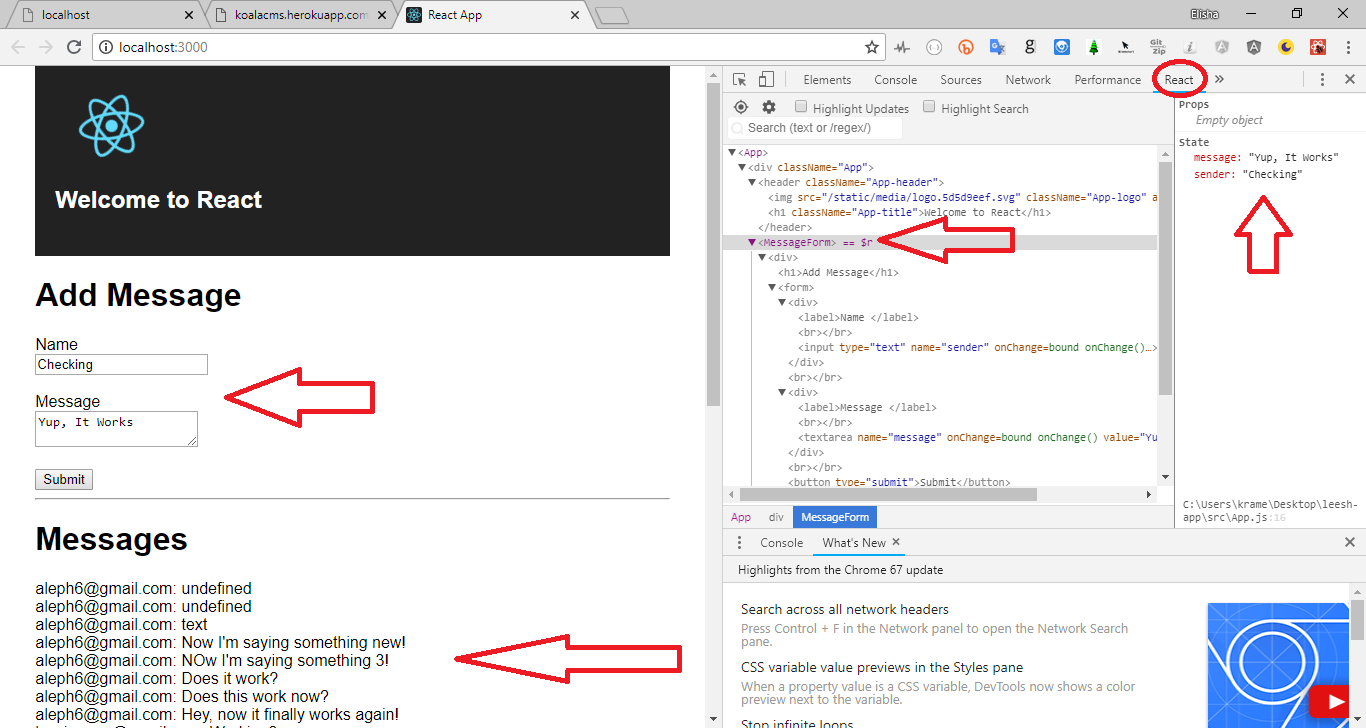 localhost
koalacms.herokuapp.com
React App
Elisha
localhost:3000
Welcome to React
Add Message
Name
Checking
Message
Yup, It Works
Submit
Messages
aleph6@gmail.com: undefined
aleph6@gmail.com: undefined
aleph6@gmail.com: text
aleph6@gmail.com: Now I'm saying something new!
aleph6@gmail.com: NOw I'm saying something 3!
aleph6@gmail.com: Does it work?
aleph6@gmail.com: Does this work now?
aleph6@gmail.com: Hey, now it finally works again!
Elements Console Sources Network Performance React »
Highlight Updates Highlight Search
Search (text or /regex/)
<App>
<div className="App">
<header className="App-header">
<img src="/static/media/logo.5d5d9eef.svg" className="App-logo" a
<h1 className="App-title">Welcome to React</h1>
</header>
<MessageForm> == $r
<div>
<h1>Add Message</h1>
<form>
<div>
<label>Name </label>
<br></br>
<input type="text" name="sender" onChange=bound onChange()…>
</div>
<br></br>
<div>
<label>Message </label>
<br></br>
<textarea name="message" onChange=bound onChange() value="Yu
</div>
<br></br>
<button type="submit">Submit</button>
App div MessageForm
Props
Empty object
State
message: "Yup, It Works"
sender: "Checking"
C:\Users\krame\Desktop\leesh-
app\src\App.js:16
Console What's New
Highlights from the Chrome 67 update
Search across all network headers
Press Control + F in the Network panel to open the Network Search
pane.
CSS variable value previews in the Styles pane
When a property value is a CSS variable, DevTools now shows a color
preview next to the variable.
Stop infinite loops